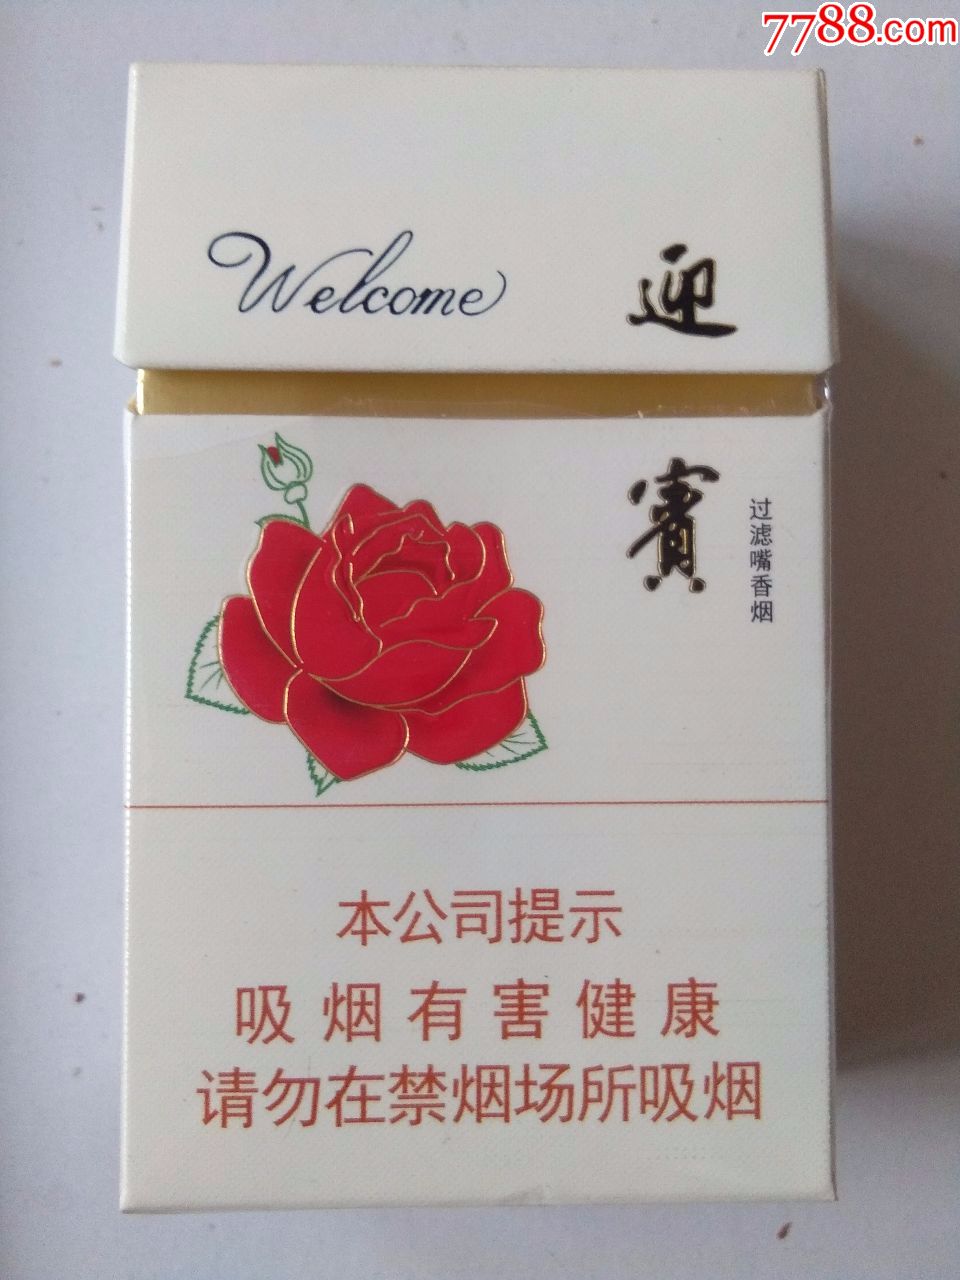 7788.com
Welcome
迎
賓
过滤嘴香烟
本公司提示
吸烟有害健康
请勿在禁烟场所吸烟